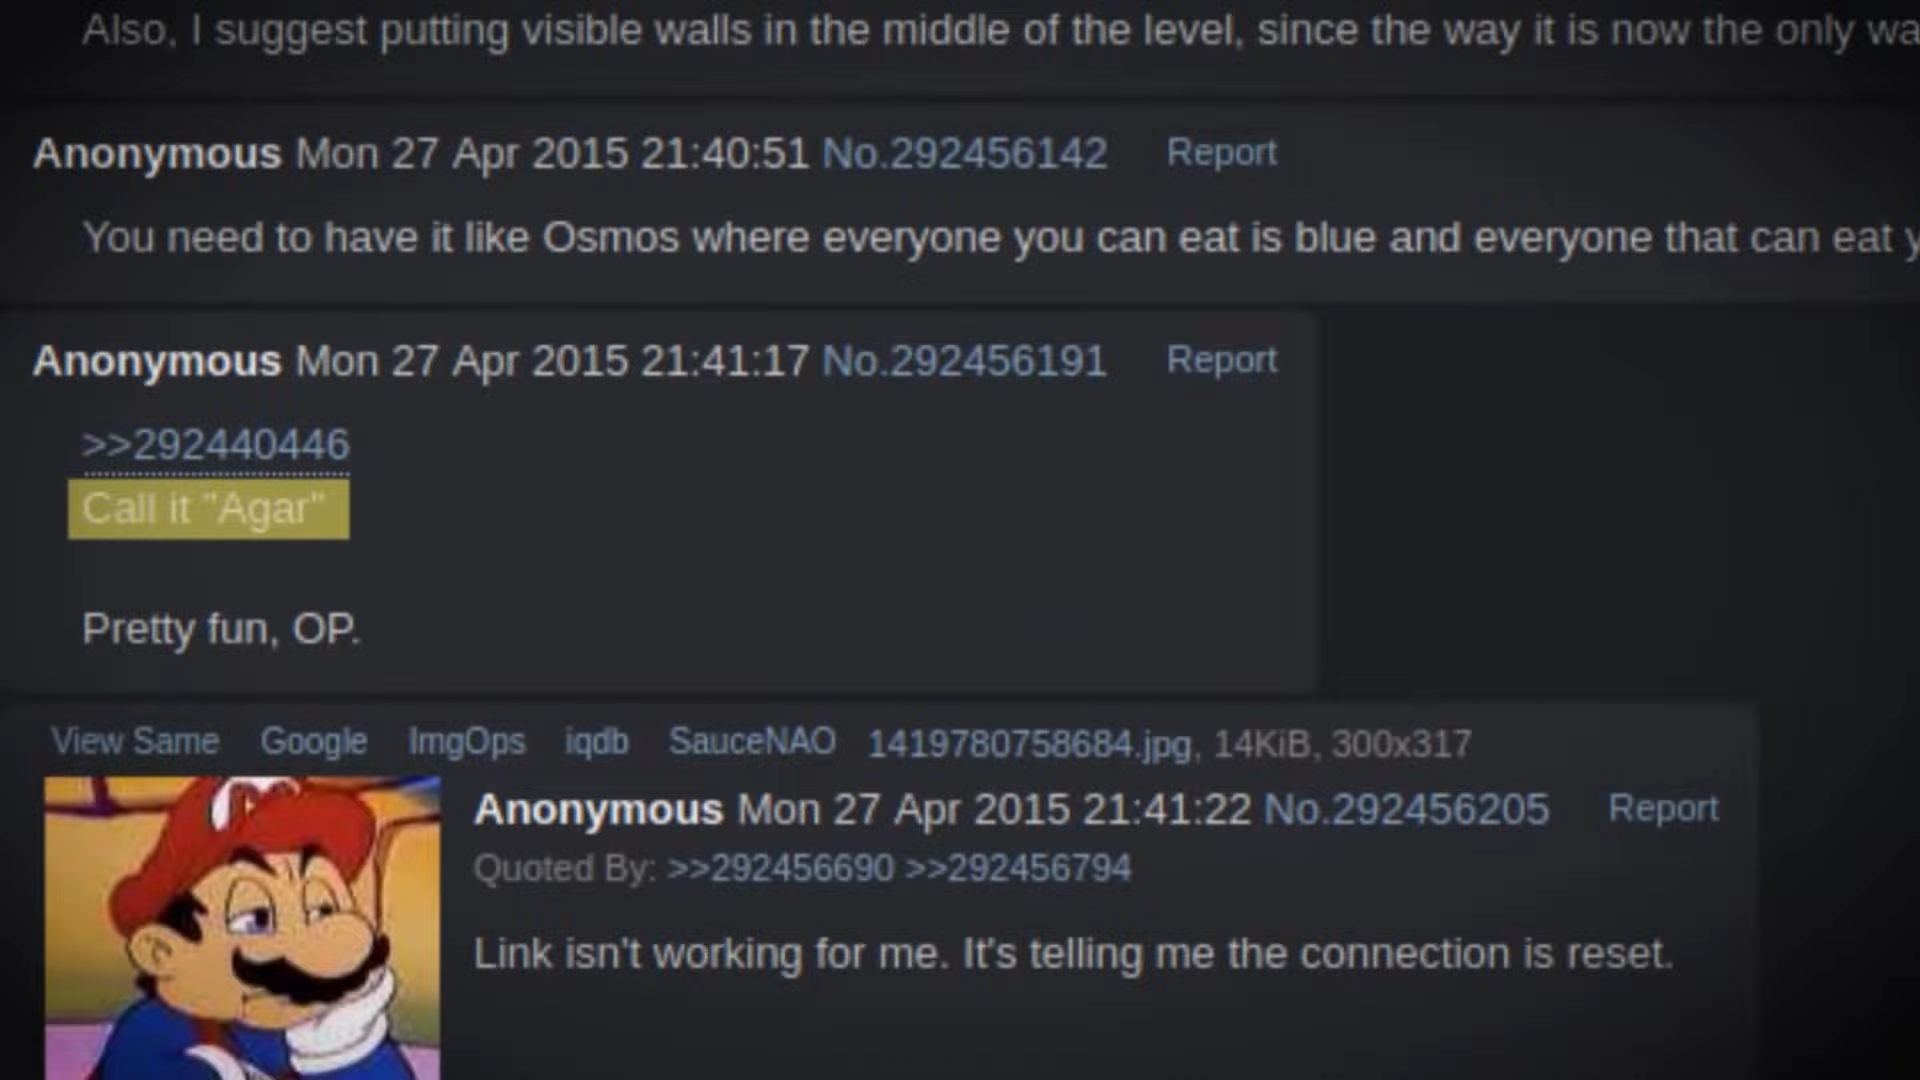 Also, I suggest putting visible walls in the middle of the level, since the way it is now the only
Anonymous Mon 27 Apr 2015 21:40:51 No.292456142 Report
You need to have it like Osmos where everyone you can eat is blue and everyone that can eat
Anonymous Mon 27 Apr 2015 21:41:17 No.292456191 Report
>>292440446
Call it "Agar"
Pretty fun, OP.
View Same Google ImgOps iqdb SauceNAO 1419780758684.jpg, 14KiB, 300x317
Anonymous Mon 27 Apr 2015 21:41:22 No.292456205 Report
Quoted By: >>292456690 >>292456794
Link isn't working for me. It's telling me the connection is reset.